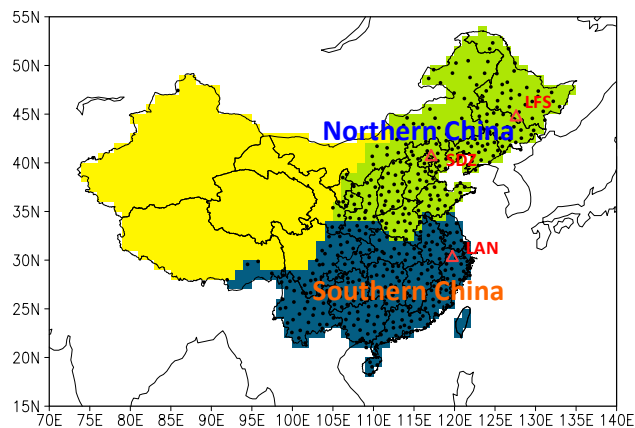 55N
50N
LFS
45N
Northern China
SDZ
40N
35N
LAN
30N
Southern China
25N
20N
15N
70E 75E 80E 85E 90E 95E 100E 105E 110E 115E 120E 125E 130E 135E 140E